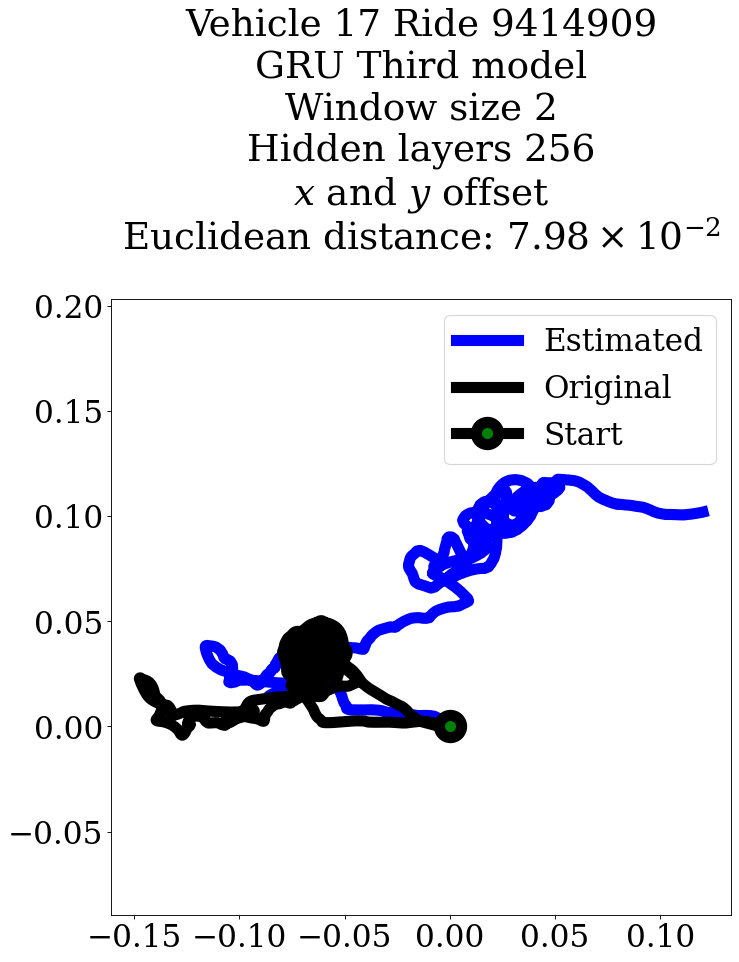 Vehicle 17 Ride 9414909
GRU Third model
Window size 2
Hidden layers 256
x and y offset
Euclidean distance: 7.98 × 10⁻²
Estimated
Original
Start
0.20
0.15
0.10
0.05
0.00
−0.05
−0.15 −0.10 −0.05 0.00 0.05 0.10